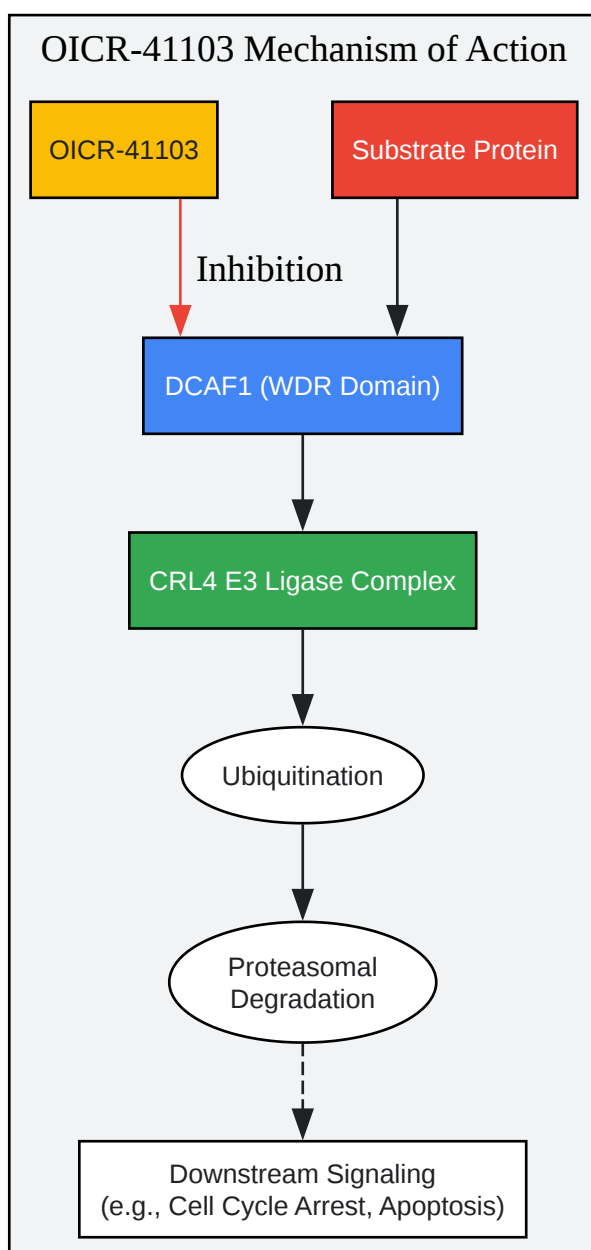 OICR-41103 Mechanism of Action
OICR-41103
Substrate Protein
Inhibition
DCAF1 (WDR Domain)
CRL4 E3 Ligase Complex
Ubiquitination
Proteasomal
Degradation
Downstream Signaling
(e.g., Cell Cycle Arrest, Apoptosis)